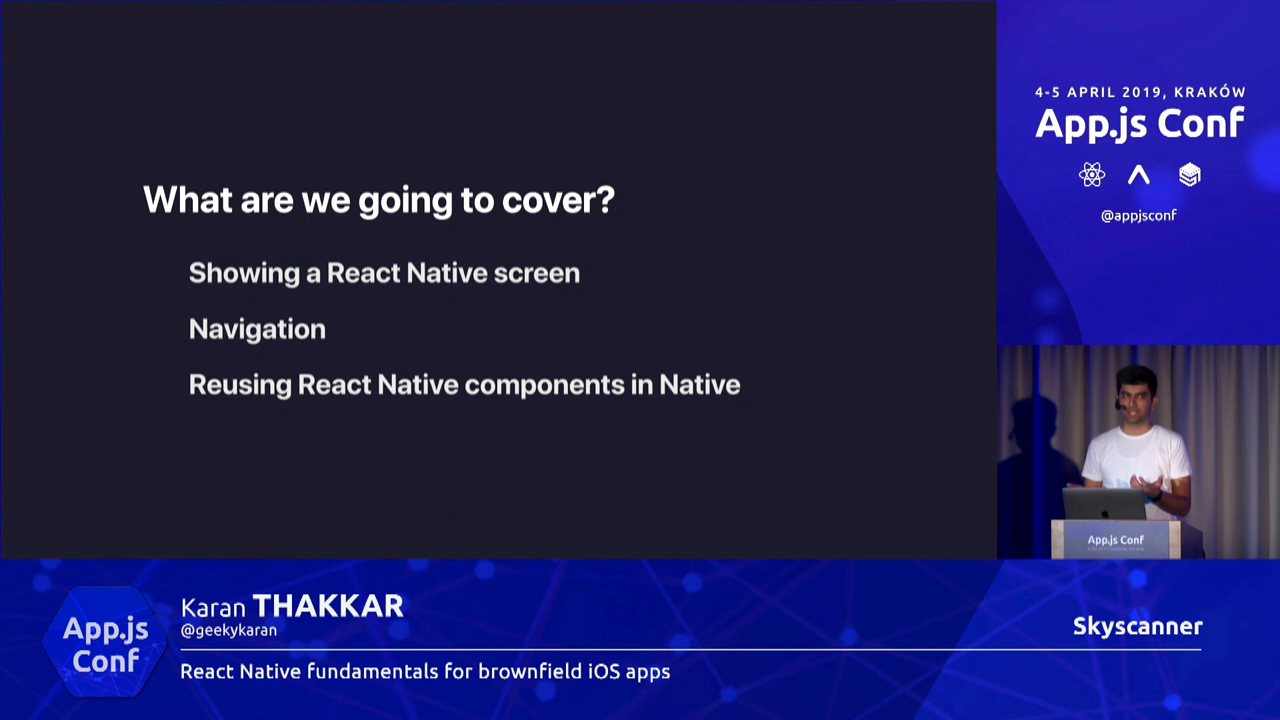 What are we going to cover?
Showing a React Native screen
Navigation
Reusing React Native components in Native
4-5 APRIL 2019, KRAKÓW
App.js Conf
@appjsconf
App.js Conf
App.js
Conf
Karan THAKKAR
@geekykaran
Skyscanner
React Native fundamentals for brownfield iOS apps